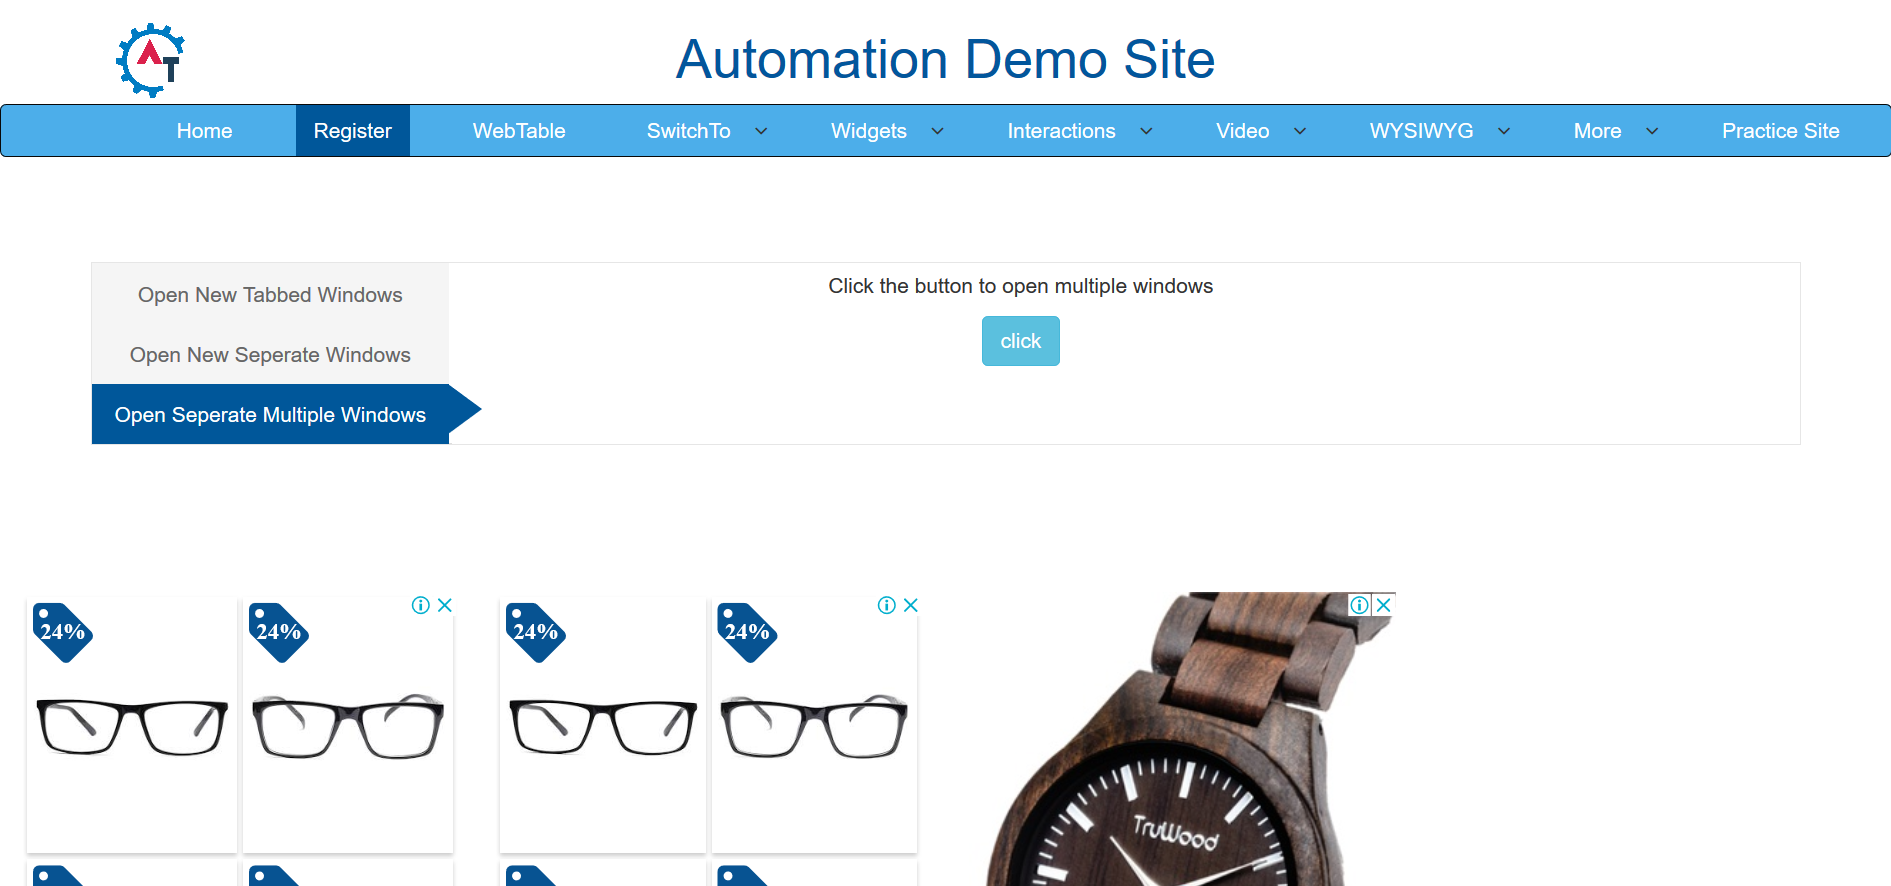 AT
Automation Demo Site
Home Register WebTable SwitchTo Widgets Interactions Video WYSIWYG More Practice Site
Open New Tabbed Windows
Open New Seperate Windows
Open Seperate Multiple Windows
Click the button to open multiple windows
click
24% 24% 24% 24%
TruWood